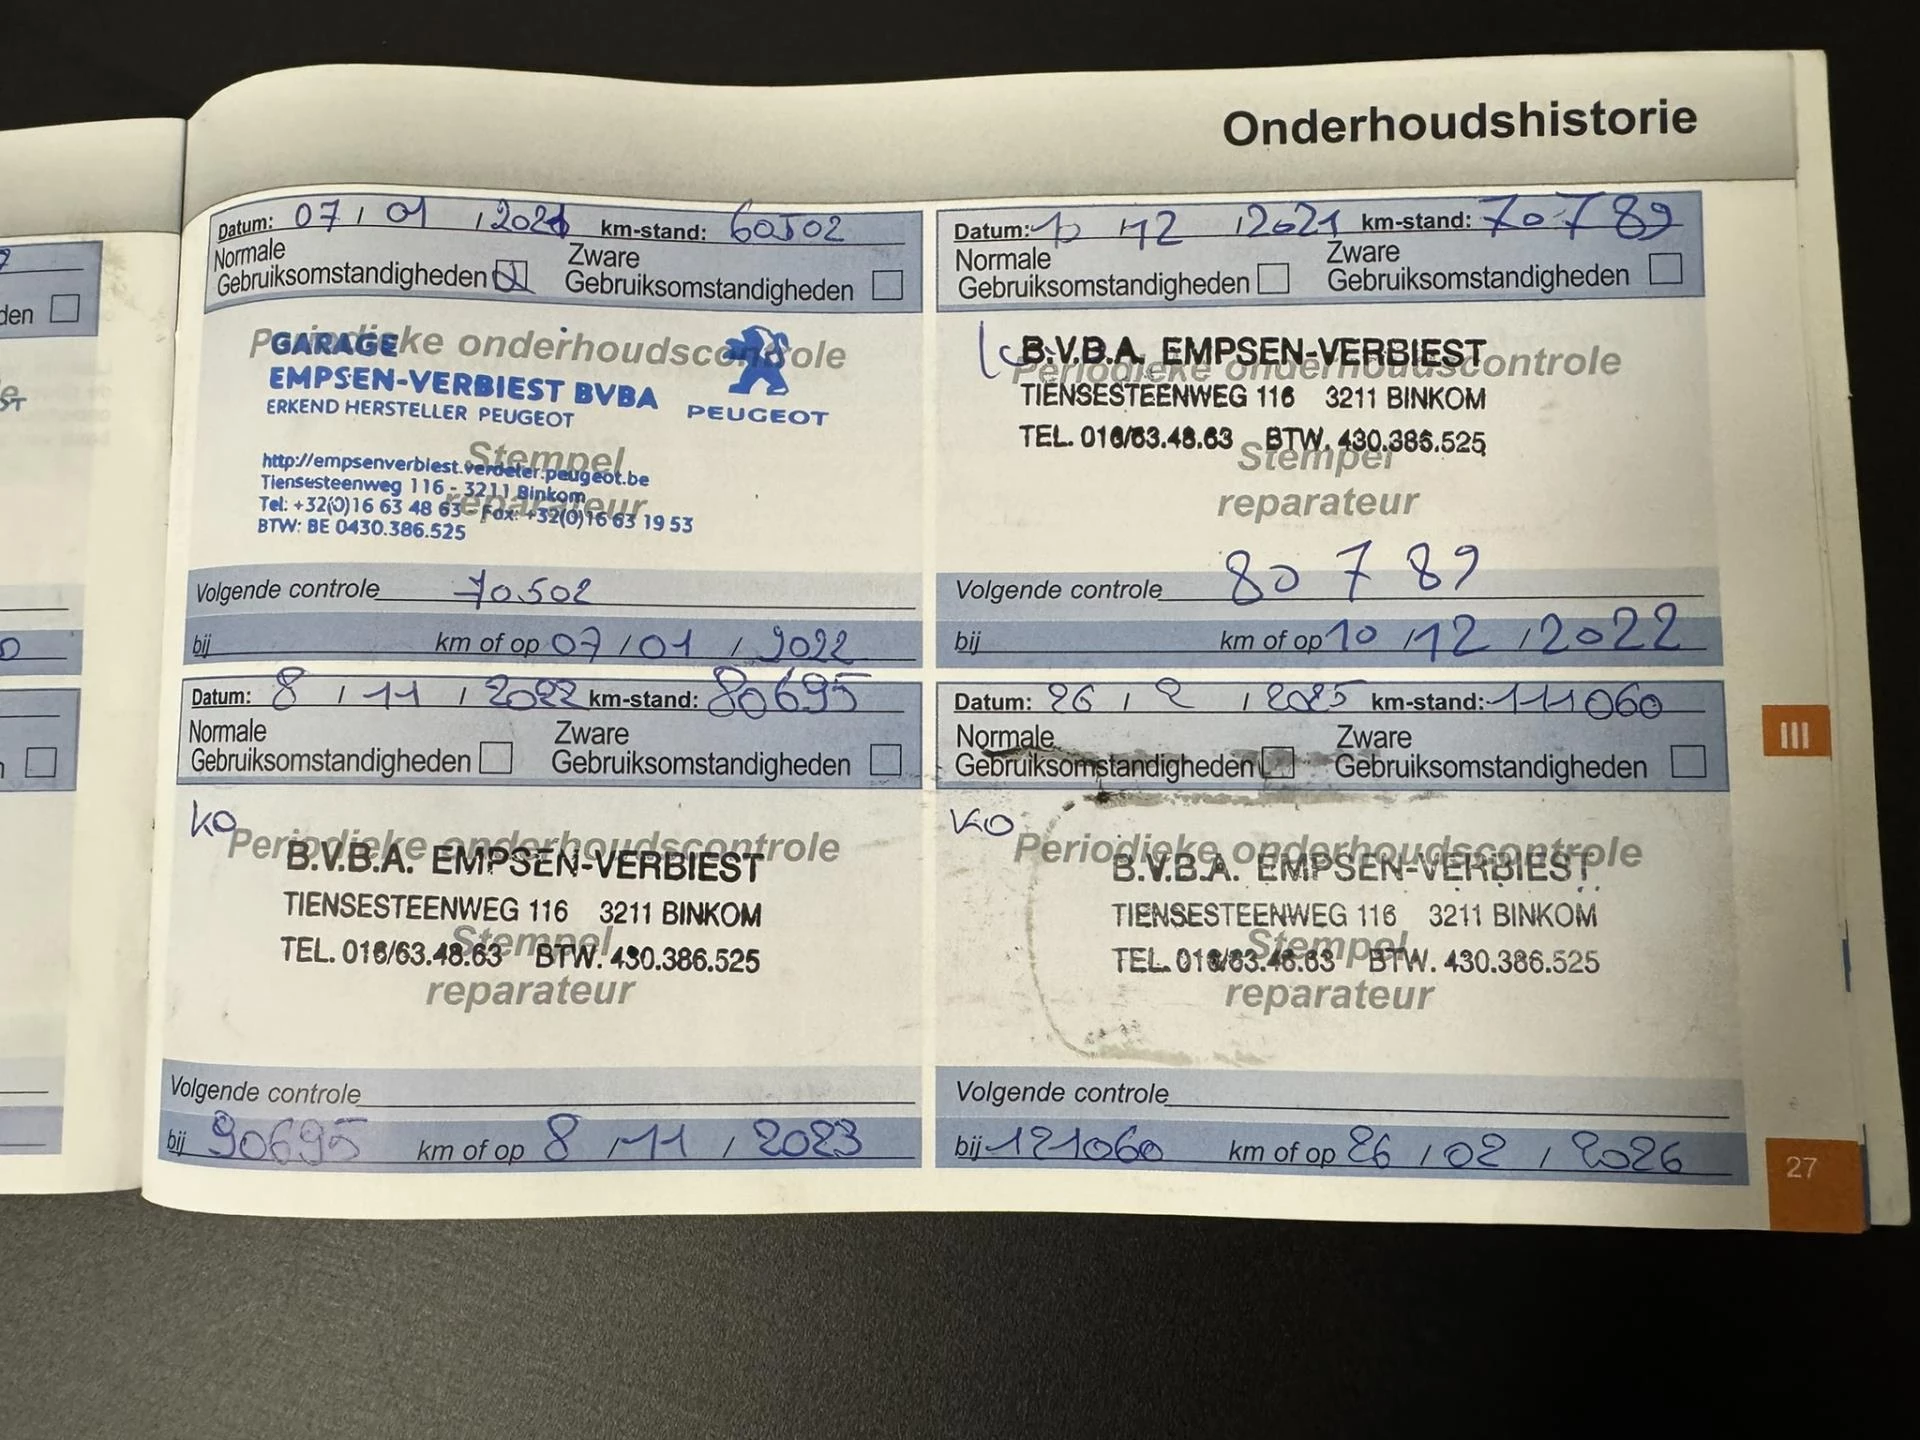 Onderhoudshistorie
Datum: 07 / 01 / 2021 km-stand: 60502
Normale
Gebruiksomstandigheden
Zware
Gebruiksomstandigheden
Periodieke onderhoudscontrole
GARAGE
EMPSEN-VERBIEST BVBA
ERKEND HERSTELLER PEUGEOT
PEUGEOT
Stempel
reparateur
http://empsenverbiest.verdeler.peugeot.be
Tiensesteenweg 116 - 3211 Binkom
Tel: +32(0)16 63 48 63 Fax: +32(0)16 63 19 53
BTW: BE 0430.386.525
Volgende controle 70.502
bij km of op 07 / 01 / 2022
Datum: 10 / 12 / 2021 km-stand: 70789
Normale
Gebruiksomstandigheden
Zware
Gebruiksomstandigheden
Periodieke onderhoudscontrole
B.V.B.A. EMPSEN-VERBIEST
TIENSESTEENWEG 116 3211 BINKOM
TEL. 016/63.48.63 BTW. 430.386.525
Stempel
reparateur
Volgende controle 80789
bij km of op 10 / 12 / 2022
Datum: 8 / 11 / 2022 km-stand: 80695
Normale
Gebruiksomstandigheden
Zware
Gebruiksomstandigheden
KO
Periodieke onderhoudscontrole
B.V.B.A. EMPSEN-VERBIEST
TIENSESTEENWEG 116 3211 BINKOM
TEL. 016/63.48.63 BTW. 430.386.525
Stempel
reparateur
Volgende controle
bij 90695 km of op 8 / 11 / 2023
Datum: 26 / 2 / 2025 km-stand: 111060
Normale
Gebruiksomstandigheden
Zware
Gebruiksomstandigheden
KO
Periodieke onderhoudscontrole
B.V.B.A. EMPSEN-VERBIEST
TIENSESTEENWEG 116 3211 BINKOM
TEL. 016/63.48.63 BTW. 430.386.525
Stempel
reparateur
Volgende controle
bij 121060 km of op 26 / 02 / 2026
III
27